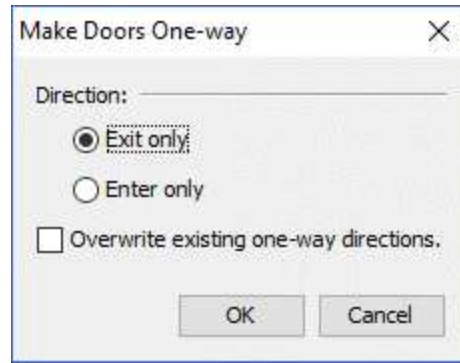 Make Doors One-way
Direction:
Exit only
Enter only
Overwrite existing one-way directions.
OK
Cancel